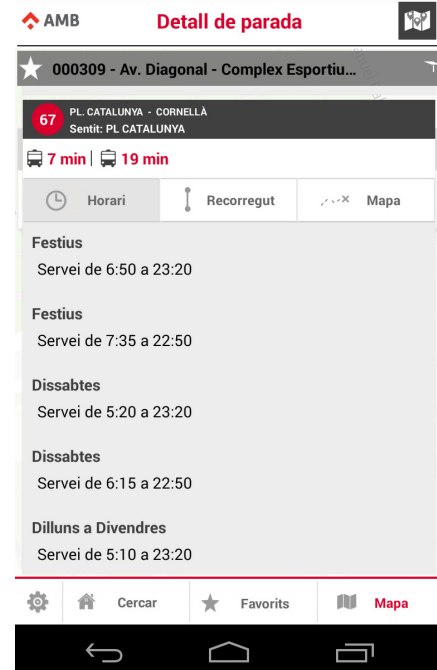 AMB
Detall de parada
000309 - Av. Diagonal - Complex Esportiu...
67
PL. CATALUNYA - CORNELLÀ
Sentit: PL CATALUNYA
7 min | 19 min
Horari
Recorregut
Mapa
Festius
Servei de 6:50 a 23:20
Festius
Servei de 7:35 a 22:50
Dissabtes
Servei de 5:20 a 23:20
Dissabtes
Servei de 6:15 a 22:50
Dilluns a Divendres
Servei de 5:10 a 23:20
Cercar
Favorits
Mapa